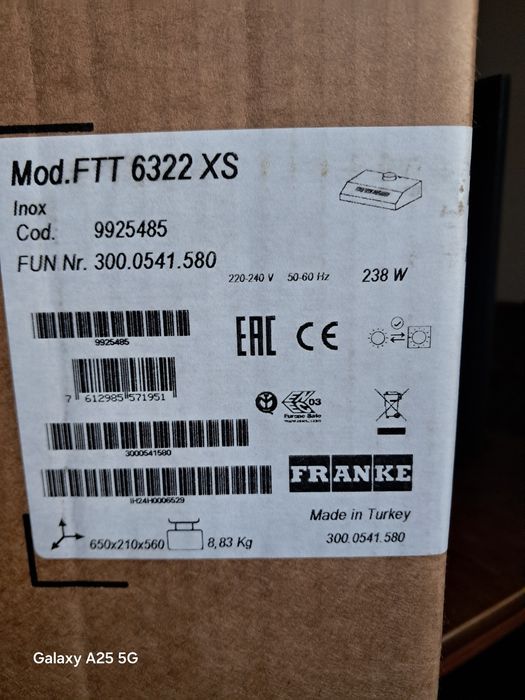 Mod.FTT 6322 XS
Inox
Cod. 9925485
FUN Nr. 300.0541.580
220-240 V 50-60 Hz 238 W
9925485
EAC CE
7 612985 571951
03
3000541580
FRANKE
IH24H0006529
Made in Turkey
650x210x560 8,83 Kg
300.0541.580
Galaxy A25 5G